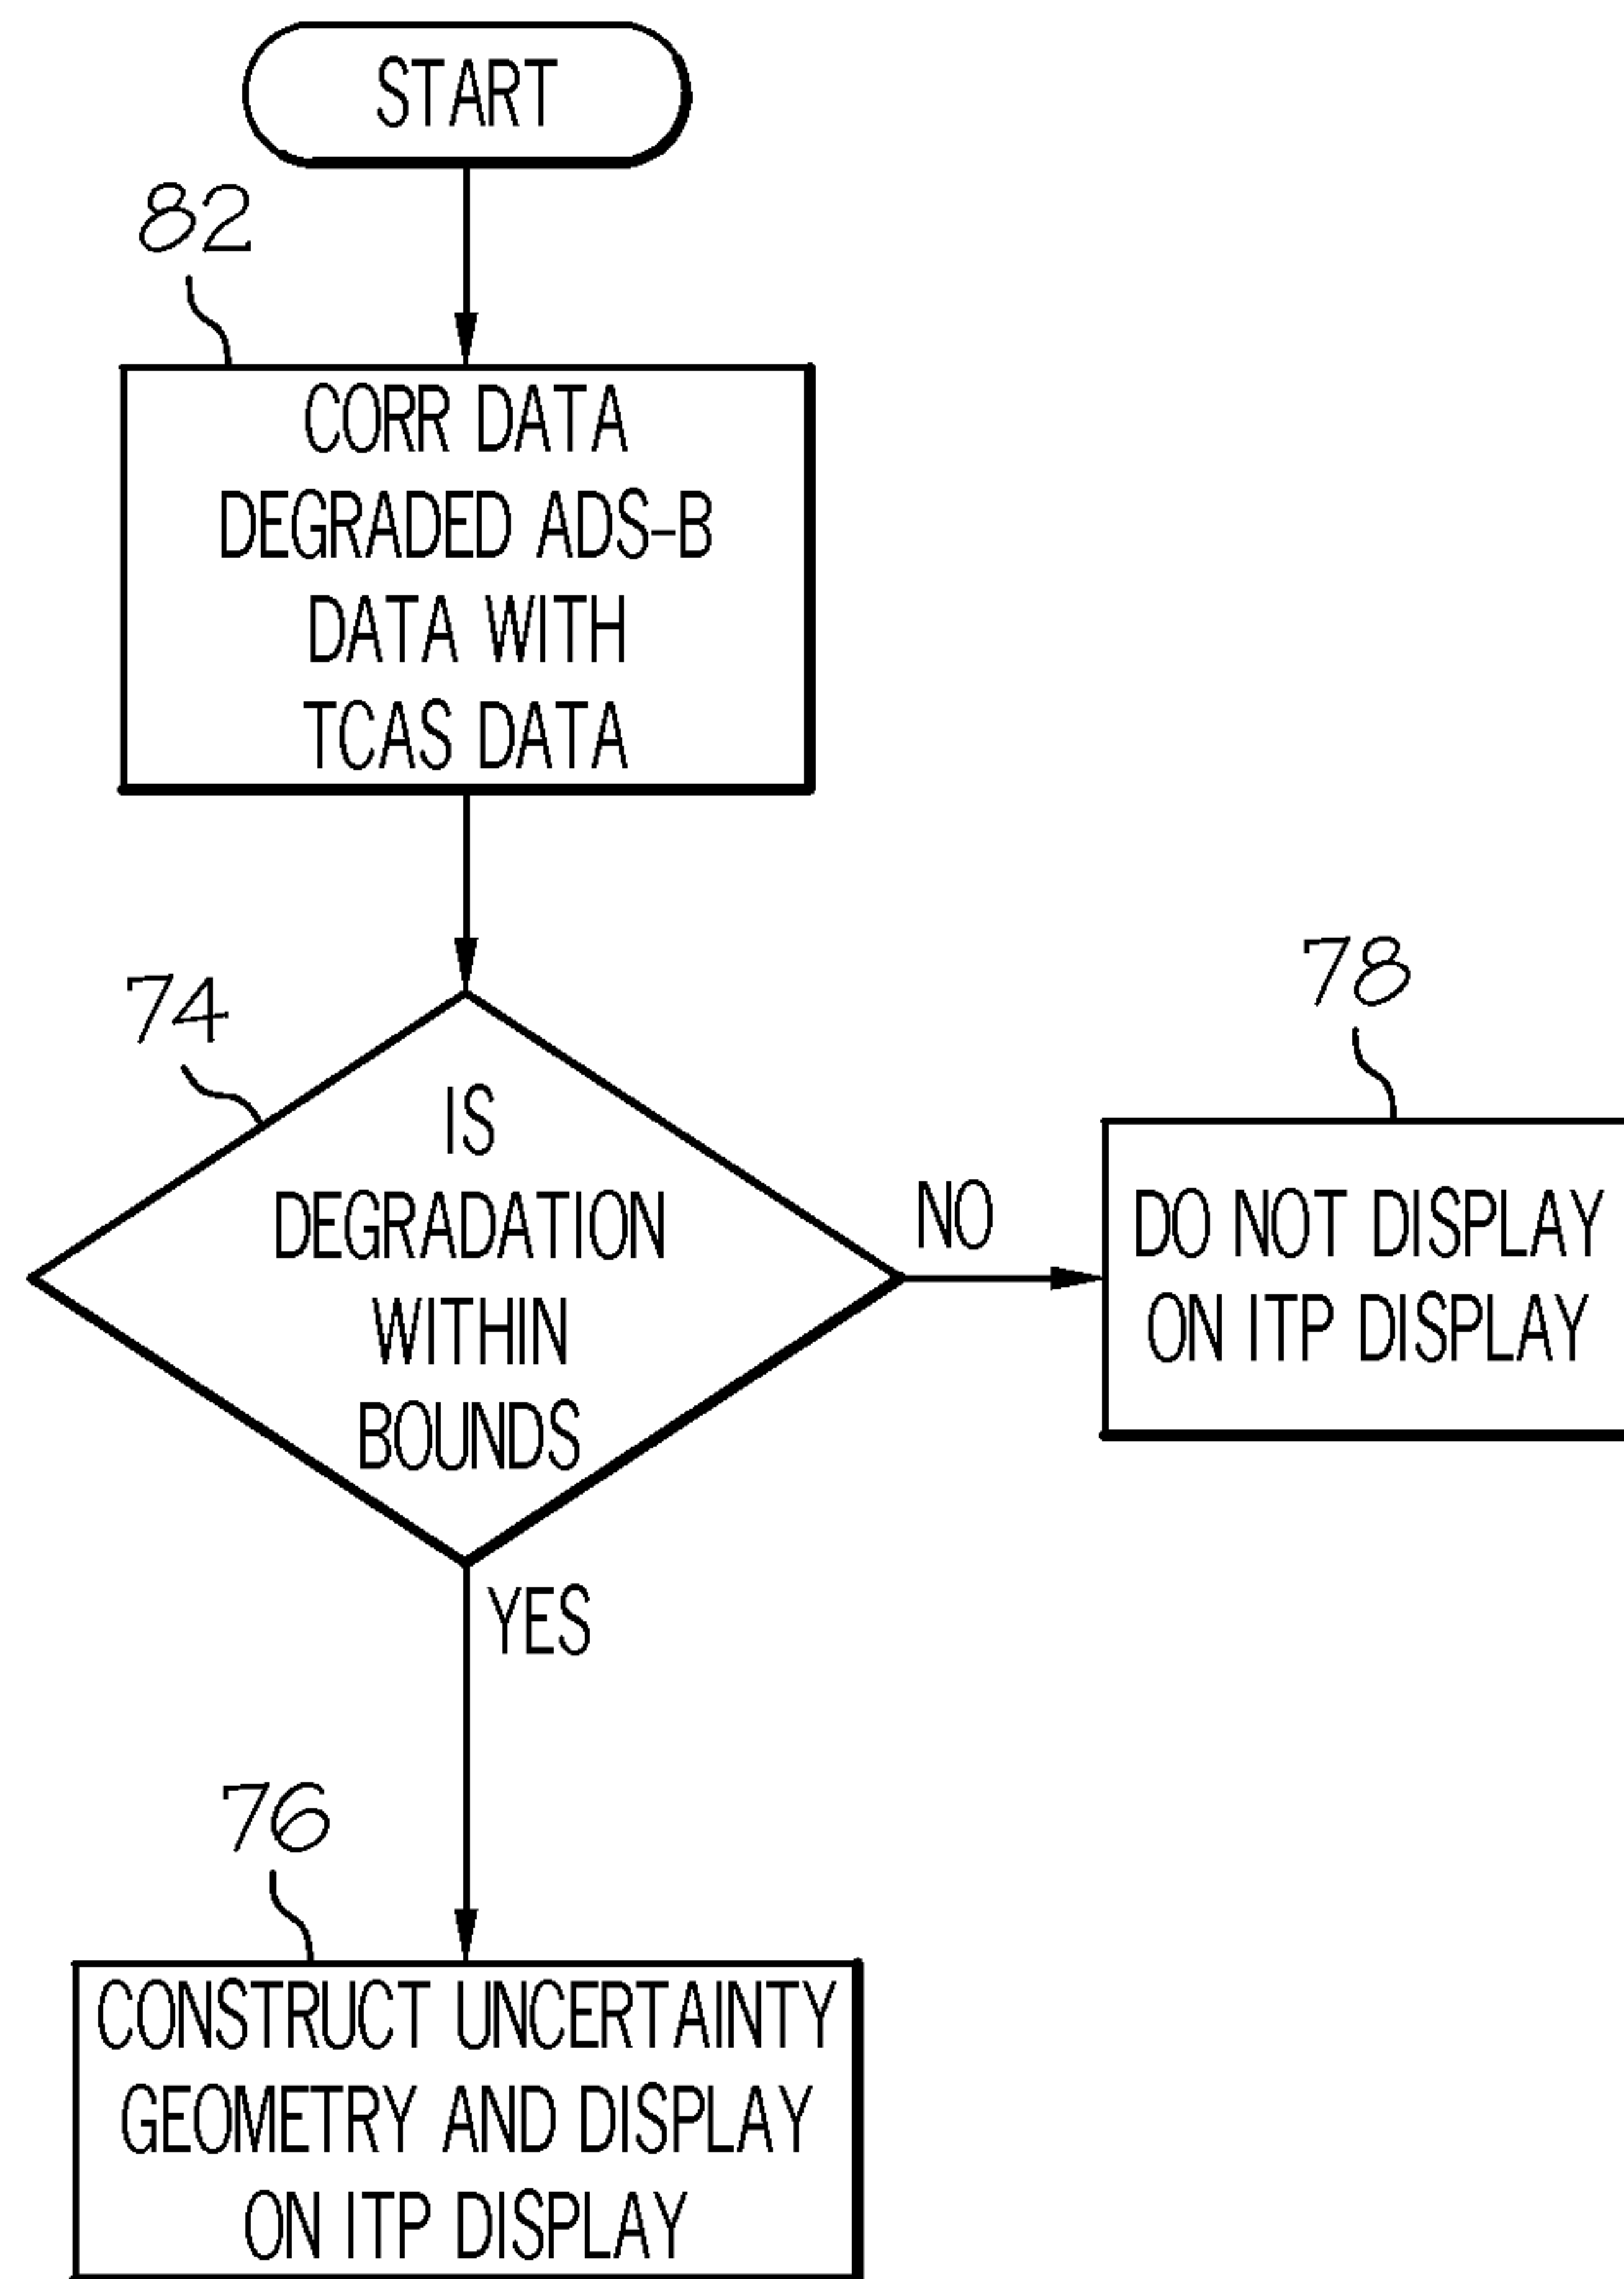 START
82
CORR DATA
DEGRADED ADS-B
DATA WITH
TCAS DATA
74
IS
DEGRADATION
WITHIN
BOUNDS
NO
78
DO NOT DISPLAY
ON ITP DISPLAY
YES
76
CONSTRUCT UNCERTAINTY
GEOMETRY AND DISPLAY
ON ITP DISPLAY